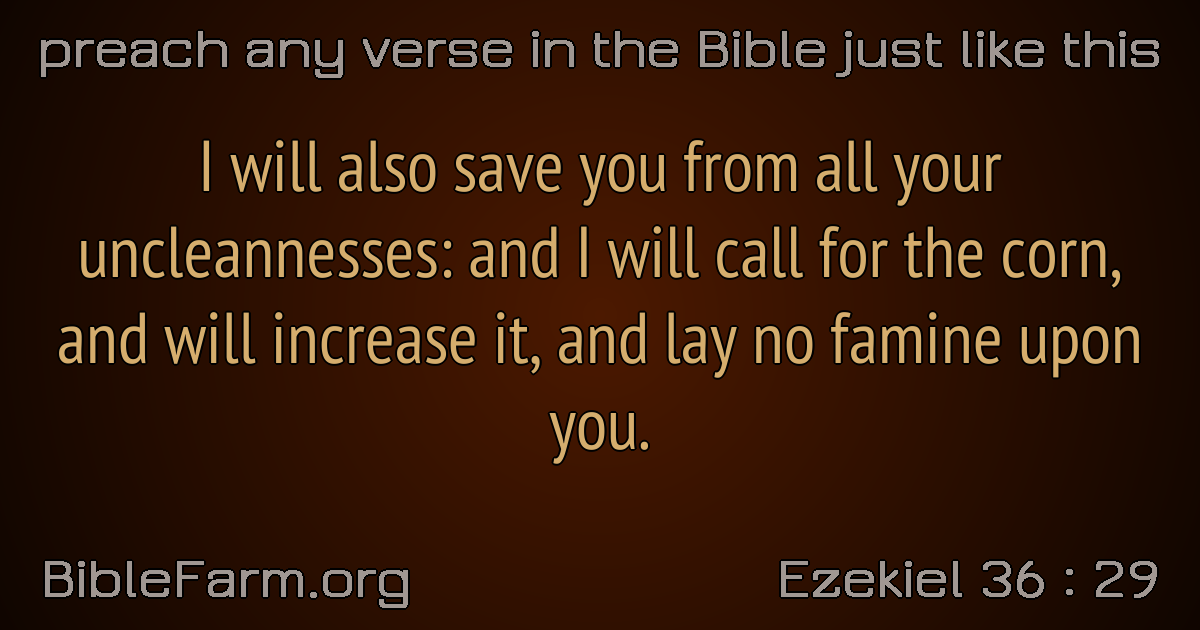 preach any verse in the Bible just like this
I will also save you from all your
uncleannesses: and I will call for the corn,
and will increase it, and lay no famine upon
you.
BibleFarm.org
Ezekiel 36 : 29